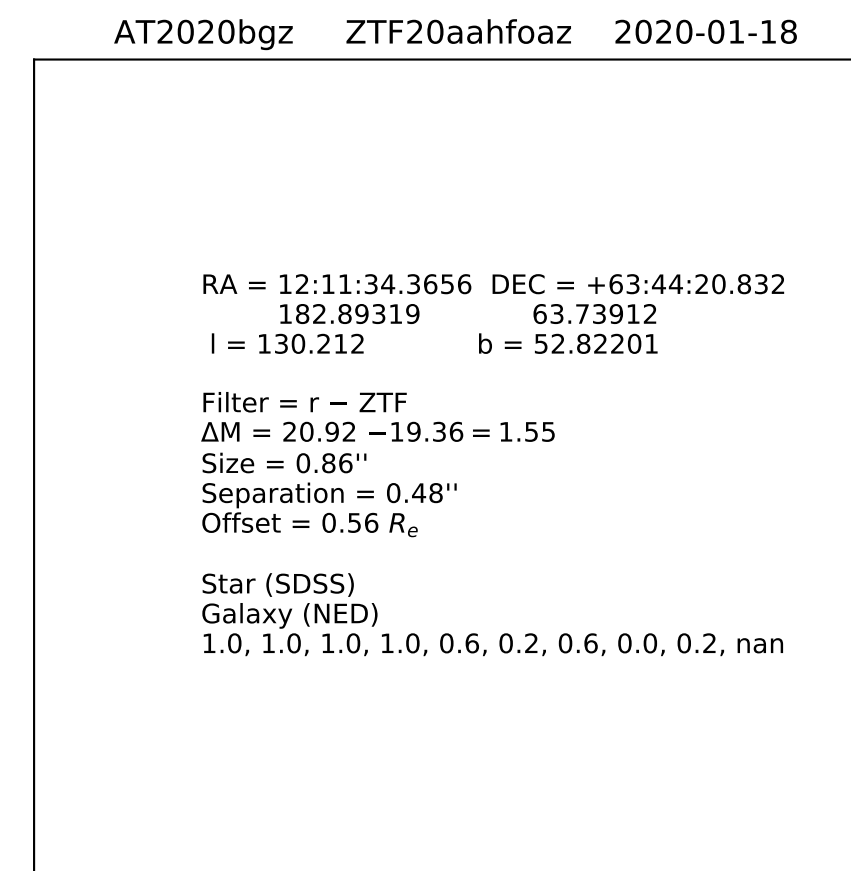 AT2020bgz ZTF20aahfoaz 2020-01-18
RA = 12:11:34.3656 DEC = +63:44:20.832
182.89319 63.73912
l = 130.212 b = 52.82201
Filter = r − ZTF
ΔM = 20.92 −19.36 = 1.55
Size = 0.86''
Separation = 0.48''
Offset = 0.56 Rₑ
Star (SDSS)
Galaxy (NED)
1.0, 1.0, 1.0, 1.0, 0.6, 0.2, 0.6, 0.0, 0.2, nan